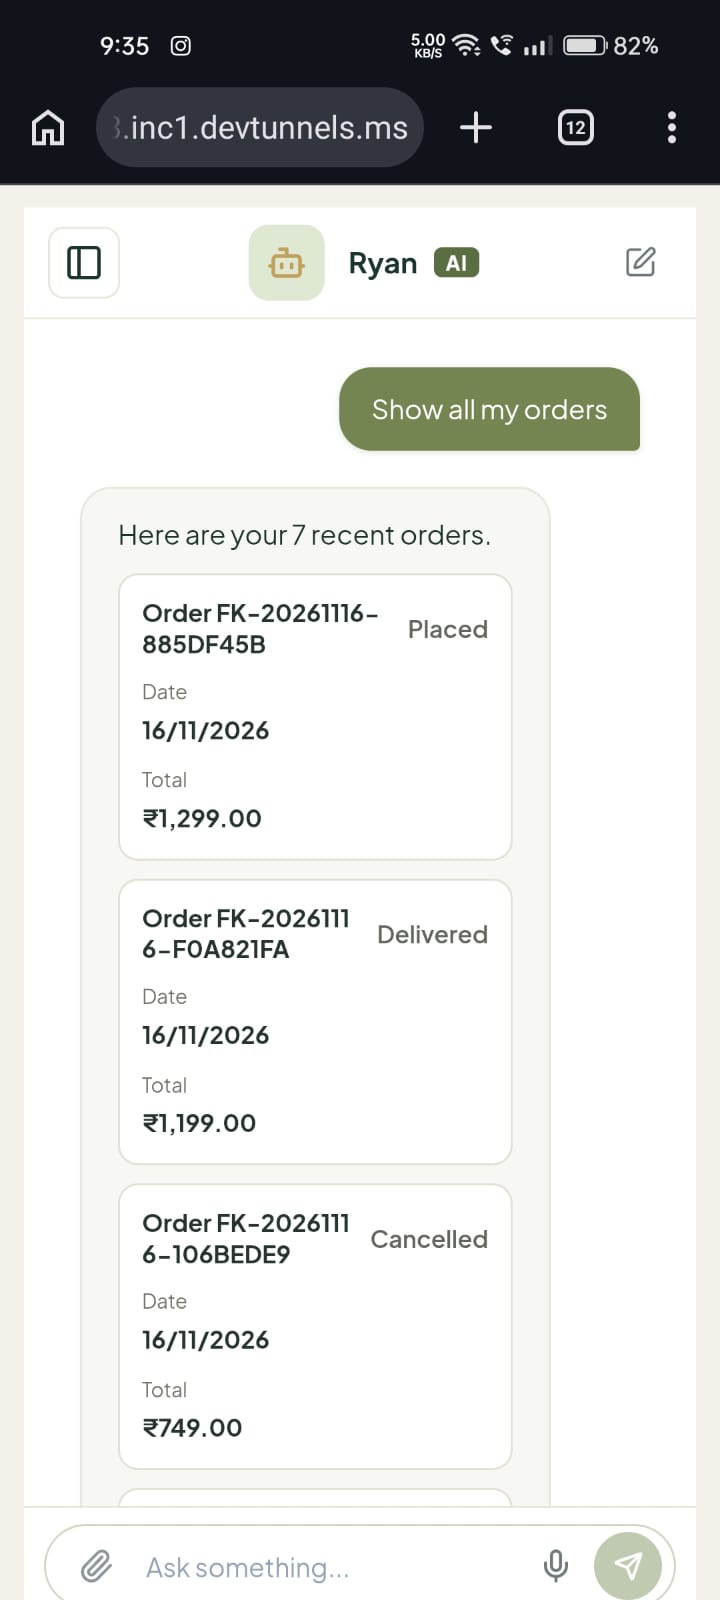 9:35
5.00
KB/S
82%
.inc1.devtunnels.ms
12
Ryan AI
Show all my orders
Here are your 7 recent orders.
Order FK-20261116-
885DF45B
Placed
Date
16/11/2026
Total
₹1,299.00
Order FK-2026111
6-F0A821FA
Delivered
Date
16/11/2026
Total
₹1,199.00
Order FK-2026111
6-106BEDE9
Cancelled
Date
16/11/2026
Total
₹749.00
Ask something...